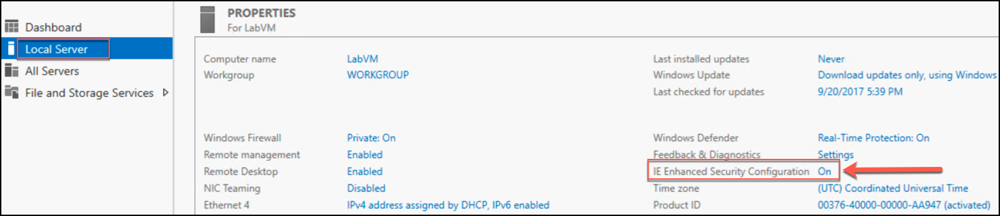 PROPERTIES
For LabVM
Dashboard
Local Server
All Servers
File and Storage Services
Computer name LabVM Last installed updates Never
Workgroup WORKGROUP Windows Update Download updates only, using Windows
Last checked for updates 9/20/2017 5:39 PM
Windows Firewall Private: On Windows Defender Real-Time Protection: On
Remote management Enabled Feedback & Diagnostics Settings
Remote Desktop Enabled IE Enhanced Security Configuration On
NIC Teaming Disabled Time zone (UTC) Coordinated Universal Time
Ethernet 4 IPv4 address assigned by DHCP, IPv6 enabled Product ID 00376-40000-00000-AA947 (activated)